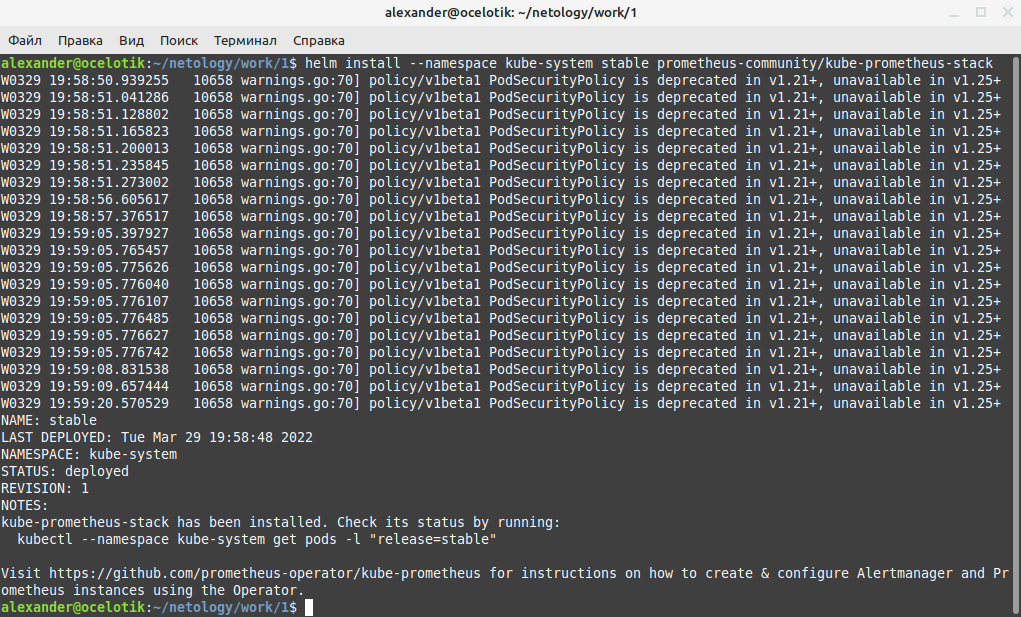 alexander@ocelotik: ~/netology/work/1
Файл Правка Вид Поиск Терминал Справка
alexander@ocelotik:~/netology/work/1$ helm install --namespace kube-system stable prometheus-community/kube-prometheus-stack
W0329 19:58:50.939255   10658 warnings.go:70] policy/v1beta1 PodSecurityPolicy is deprecated in v1.21+, unavailable in v1.25+
W0329 19:58:51.041286   10658 warnings.go:70] policy/v1beta1 PodSecurityPolicy is deprecated in v1.21+, unavailable in v1.25+
W0329 19:58:51.128802   10658 warnings.go:70] policy/v1beta1 PodSecurityPolicy is deprecated in v1.21+, unavailable in v1.25+
W0329 19:58:51.165823   10658 warnings.go:70] policy/v1beta1 PodSecurityPolicy is deprecated in v1.21+, unavailable in v1.25+
W0329 19:58:51.200013   10658 warnings.go:70] policy/v1beta1 PodSecurityPolicy is deprecated in v1.21+, unavailable in v1.25+
W0329 19:58:51.235845   10658 warnings.go:70] policy/v1beta1 PodSecurityPolicy is deprecated in v1.21+, unavailable in v1.25+
W0329 19:58:51.273002   10658 warnings.go:70] policy/v1beta1 PodSecurityPolicy is deprecated in v1.21+, unavailable in v1.25+
W0329 19:58:56.605617   10658 warnings.go:70] policy/v1beta1 PodSecurityPolicy is deprecated in v1.21+, unavailable in v1.25+
W0329 19:58:57.376517   10658 warnings.go:70] policy/v1beta1 PodSecurityPolicy is deprecated in v1.21+, unavailable in v1.25+
W0329 19:59:05.397927   10658 warnings.go:70] policy/v1beta1 PodSecurityPolicy is deprecated in v1.21+, unavailable in v1.25+
W0329 19:59:05.765457   10658 warnings.go:70] policy/v1beta1 PodSecurityPolicy is deprecated in v1.21+, unavailable in v1.25+
W0329 19:59:05.775626   10658 warnings.go:70] policy/v1beta1 PodSecurityPolicy is deprecated in v1.21+, unavailable in v1.25+
W0329 19:59:05.776040   10658 warnings.go:70] policy/v1beta1 PodSecurityPolicy is deprecated in v1.21+, unavailable in v1.25+
W0329 19:59:05.776107   10658 warnings.go:70] policy/v1beta1 PodSecurityPolicy is deprecated in v1.21+, unavailable in v1.25+
W0329 19:59:05.776485   10658 warnings.go:70] policy/v1beta1 PodSecurityPolicy is deprecated in v1.21+, unavailable in v1.25+
W0329 19:59:05.776627   10658 warnings.go:70] policy/v1beta1 PodSecurityPolicy is deprecated in v1.21+, unavailable in v1.25+
W0329 19:59:05.776742   10658 warnings.go:70] policy/v1beta1 PodSecurityPolicy is deprecated in v1.21+, unavailable in v1.25+
W0329 19:59:08.831538   10658 warnings.go:70] policy/v1beta1 PodSecurityPolicy is deprecated in v1.21+, unavailable in v1.25+
W0329 19:59:09.657444   10658 warnings.go:70] policy/v1beta1 PodSecurityPolicy is deprecated in v1.21+, unavailable in v1.25+
W0329 19:59:20.570529   10658 warnings.go:70] policy/v1beta1 PodSecurityPolicy is deprecated in v1.21+, unavailable in v1.25+
NAME: stable
LAST DEPLOYED: Tue Mar 29 19:58:48 2022
NAMESPACE: kube-system
STATUS: deployed
REVISION: 1
NOTES:
kube-prometheus-stack has been installed. Check its status by running:
  kubectl --namespace kube-system get pods -l "release=stable"

Visit https://github.com/prometheus-operator/kube-prometheus for instructions on how to create & configure Alertmanager and Pr
ometheus instances using the Operator.
alexander@ocelotik:~/netology/work/1$